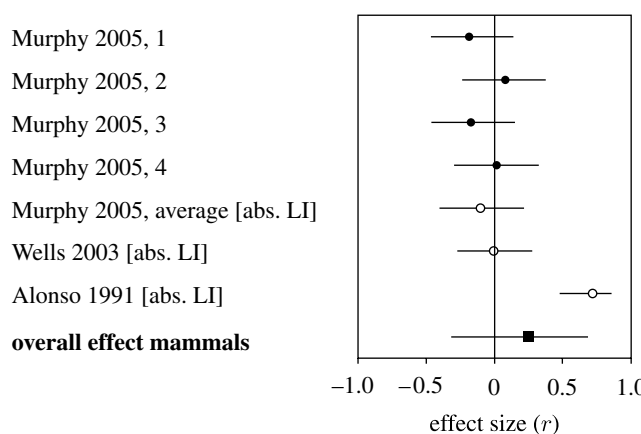 Murphy 2005, 1
Murphy 2005, 2
Murphy 2005, 3
Murphy 2005, 4
Murphy 2005, average [abs. LI]
Wells 2003 [abs. LI]
Alonso 1991 [abs. LI]
overall effect mammals
−1.0 −0.5 0 0.5 1.0
effect size (r)